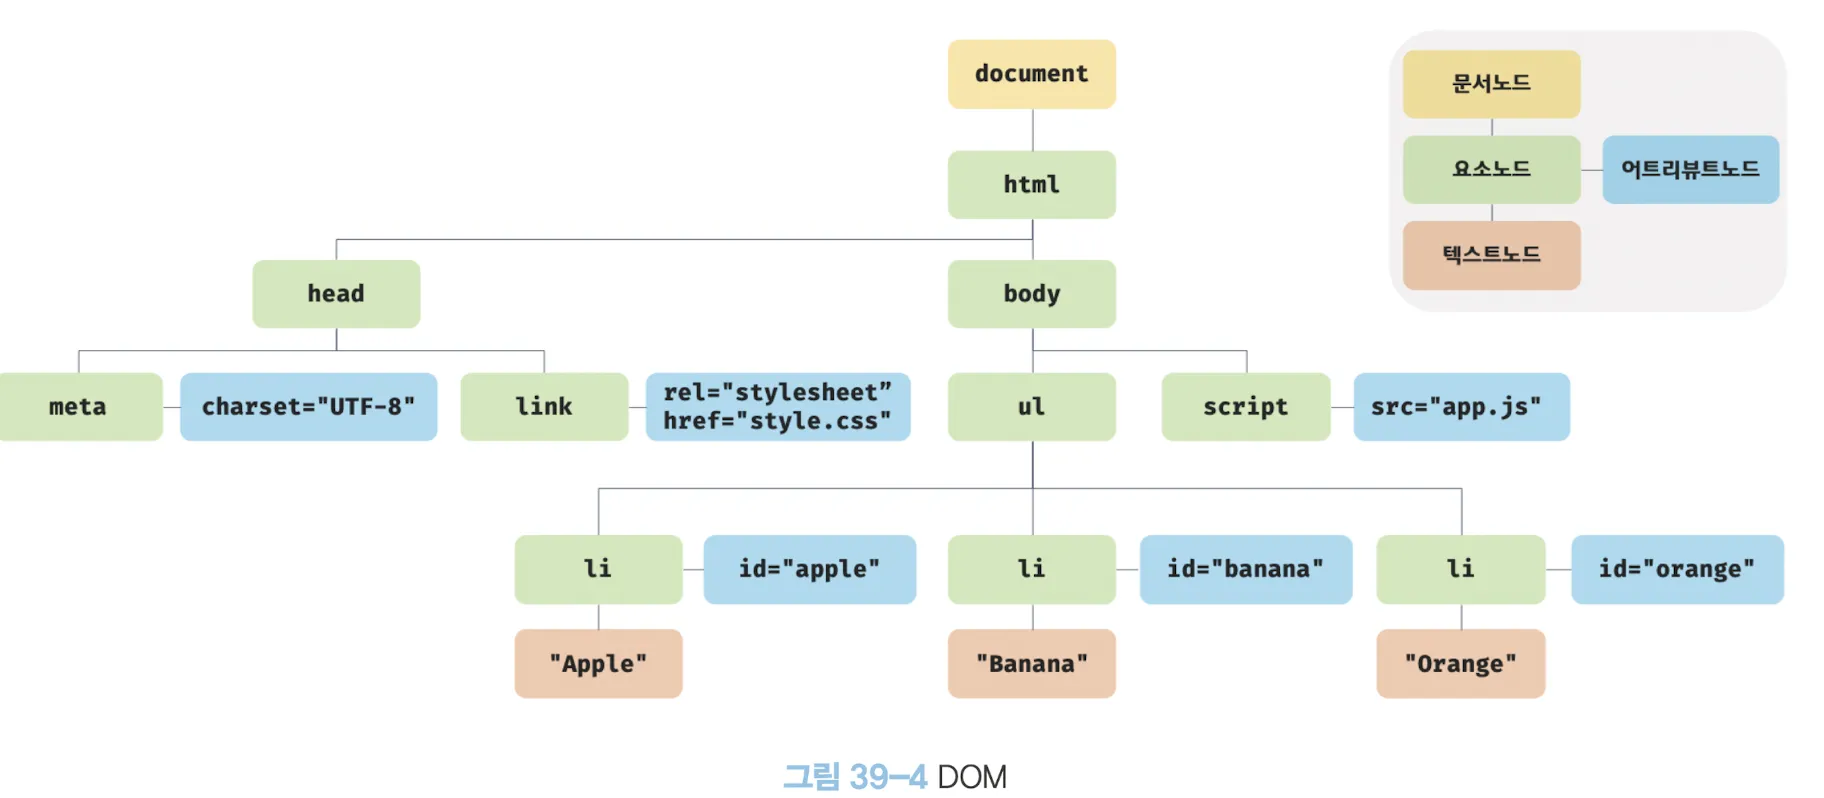 document
문서노드
html
요소노드
어트리뷰트노드
텍스트노드
head
body
meta
charset="UTF-8"
link
rel="stylesheet”
href="style.css"
ul
script
src="app.js"
li
id="apple"
li
id="banana"
li
id="orange"
"Apple"
"Banana"
"Orange"
그림 39–4 DOM